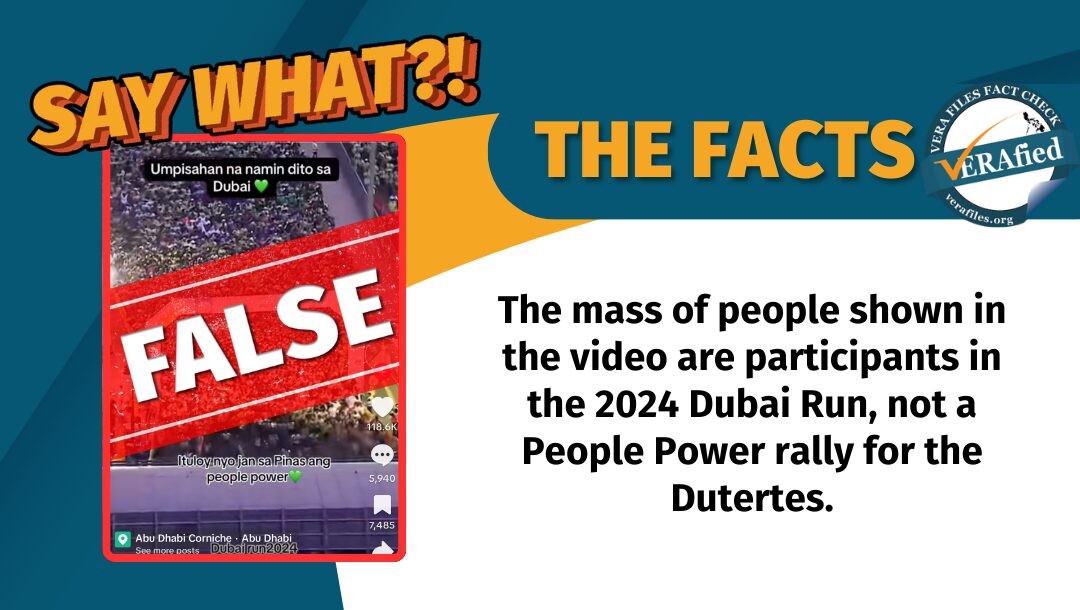 SAY WHAT?!
Umpisahan na namin dito sa
Dubai 💚
FALSE
118.6K
5,940
7,485
Ituloy nyo jan sa Pinas ang
people power💚
Abu Dhabi Corniche · Abu Dhabi
See more posts
Dubai run2024
THE FACTS
VERA FILES FACT CHECK
VERAfied
verafiles.org
The mass of people shown in
the video are participants in
the 2024 Dubai Run, not a
People Power rally for the
Dutertes.